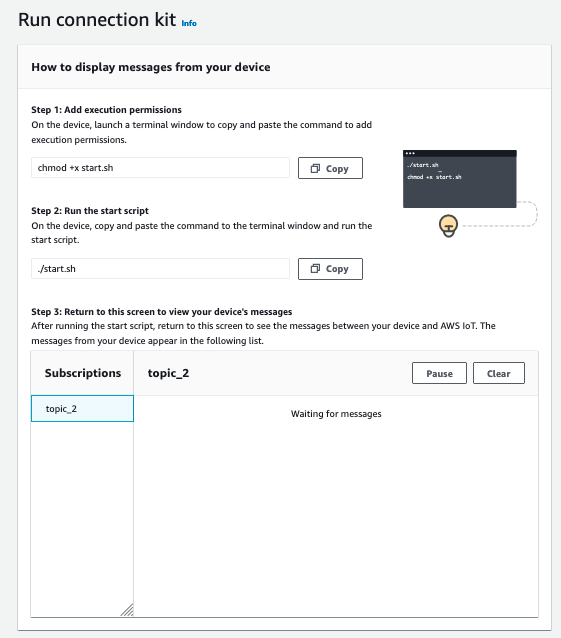 Run connection kit Info
How to display messages from your device
Step 1: Add execution permissions
On the device, launch a terminal window to copy and paste the command to add
execution permissions.
chmod +x start.sh
Copy
./start.sh
chmod +x start.sh
Step 2: Run the start script
On the device, copy and paste the command to the terminal window and run the
start script.
./start.sh
Copy
Step 3: Return to this screen to view your device's messages
After running the start script, return to this screen to see the messages between your device and AWS IoT. The
messages from your device appear in the following list.
Subscriptions
topic_2
Pause
Clear
topic_2
Waiting for messages